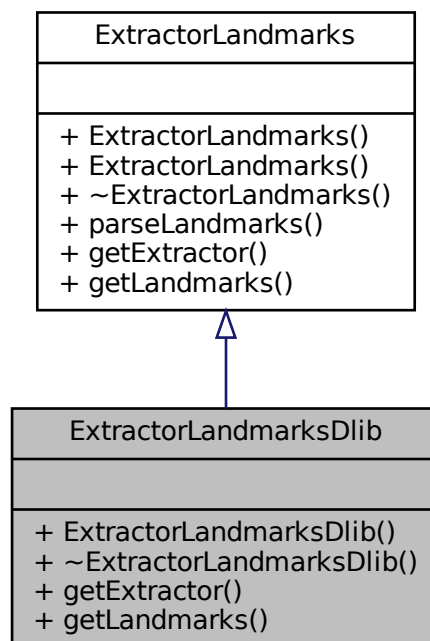 ExtractorLandmarks
+ ExtractorLandmarks()
+ ExtractorLandmarks()
+ ~ExtractorLandmarks()
+ parseLandmarks()
+ getExtractor()
+ getLandmarks()
ExtractorLandmarksDlib
+ ExtractorLandmarksDlib()
+ ~ExtractorLandmarksDlib()
+ getExtractor()
+ getLandmarks()